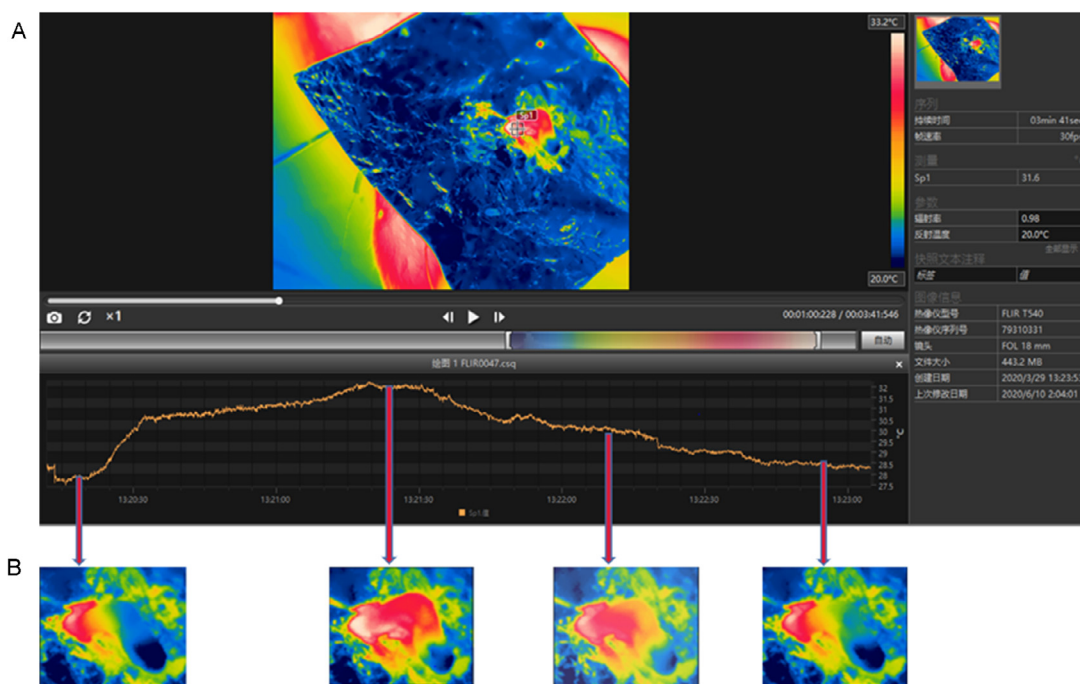 A
33.2°C
Sp1
20.0°C
×1
00:01:00:228 / 00:03:41:546
自动
绘图 1 FLIR0047.csq
×
32
31.5
31
30.5
30
29.5
29
28.5
28
27.5
°C
13:20:30
13:21:00
13:21:30
13:22:00
13:22:30
13:23:00
Sp1.值
序列
持续时间 03min 41sec
帧速率 30fps
测量
Sp1 31.6
参数
辐射率 0.98
反射温度 20.0°C
全部显示
快照文本注释
标签 值
图像信息
热像仪型号 FLIR T540
热像仪序列号 79310331
镜头 FOL 18 mm
文件大小 443.2 MB
创建日期 2020/3/29 13:23:53
上次修改日期 2020/6/10 2:04:01
B